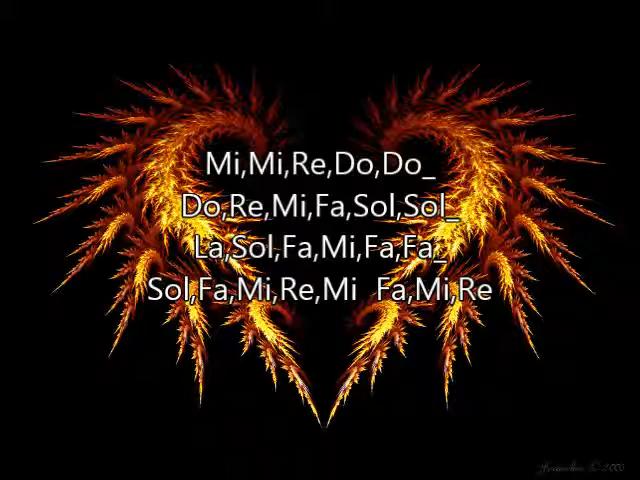 Mi,Mi,Re,Do,Do_
Do,Re,Mi,Fa,Sol,Sol_
La,Sol,Fa,Mi,Fa,Fa_
Sol,Fa,Mi,Re,Mi  Fa,Mi,Re
© 2000